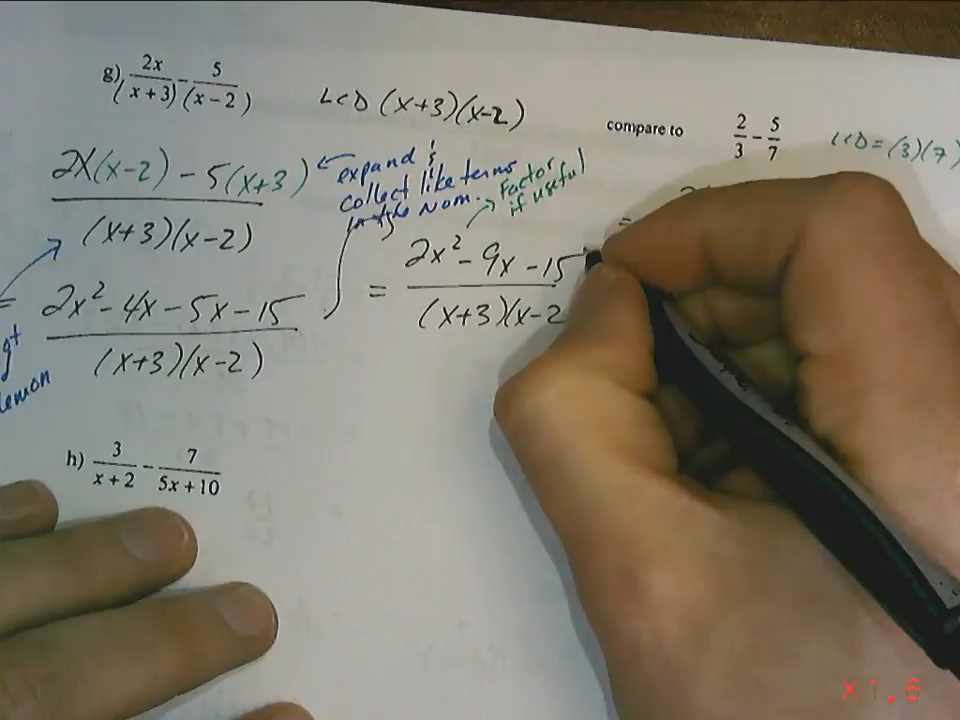 g) 2x/(x+3) - 5/(x-2)
LCD (x+3)(x-2)
compare to 2/3 - 5/7
LCD = (3)(7)
2x(x-2) - 5(x+3)
(x+3)(x-2)
← expand &
collect like terms
in the Nom.
Factor
if useful
=
= 2x² - 4x - 5x - 15
(x+3)(x-2)
= 2x² - 9x - 15
(x+3)(x-2
h) 3/(x+2) - 7/(5x+10)
x1.6